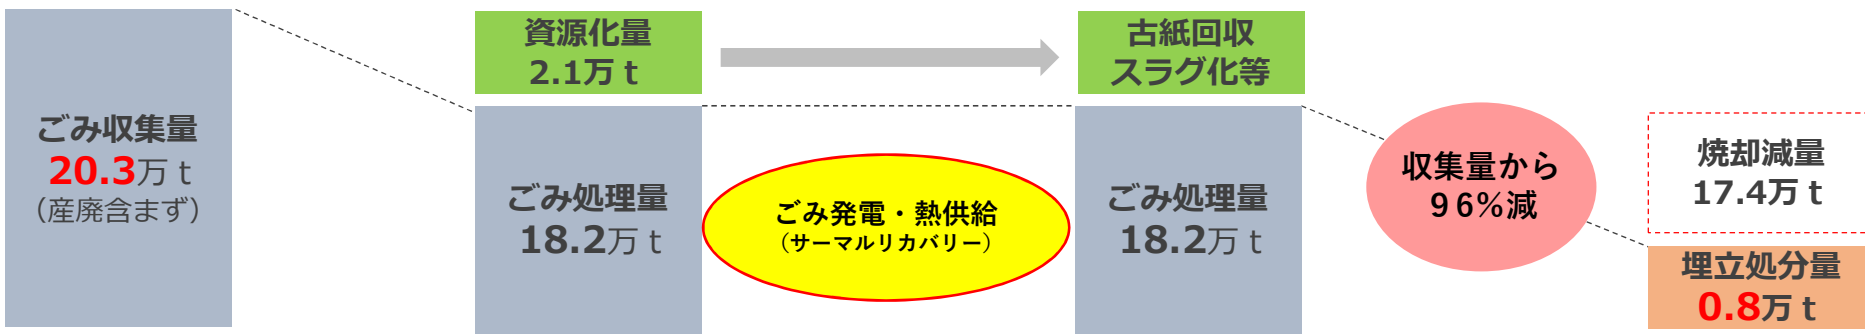 ごみ収集量
20.3万t
（産廃含まず）
資源化量
2.1万t
ごみ処理量
18.2万t
ごみ発電・熱供給
（サーマルリカバリー）
古紙回収
スラグ化等
ごみ処理量
18.2万t
収集量から
96%減
焼却減量
17.4万t
埋立処分量
0.8万t